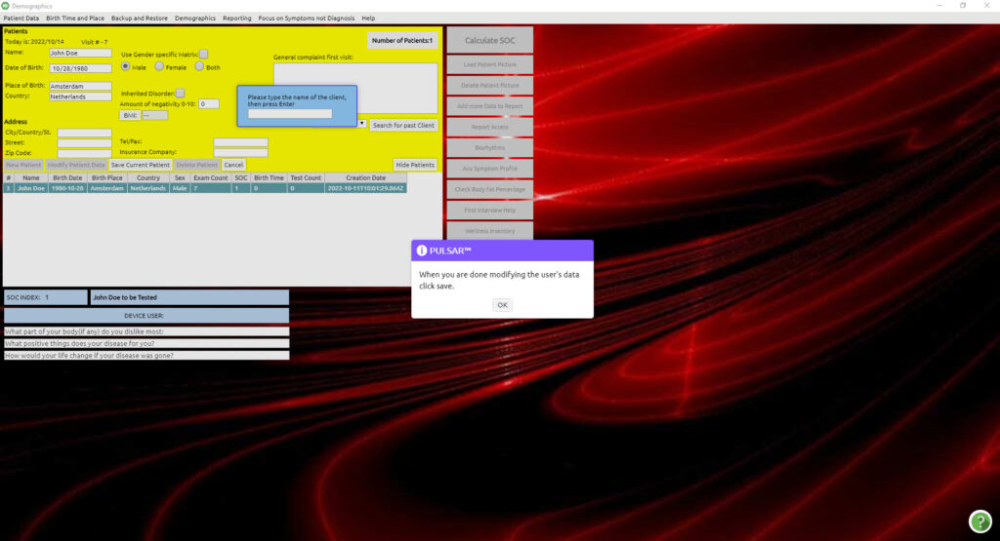 Demographics
Patient Data Birth Time and Place Backup and Restore Demographics Reporting Focus on Symptoms not Diagnosis Help
Patients
Today is: 2022/10/14 Visit # - 7
Number of Patients:1
Name: John Doe
Use Gender specific Matrix:
General complaint first visit:
Date of Birth: 10/28/1980
Male Female Both
Place of Birth: Amsterdam
Country: Netherlands
Inherited Disorder:
Amount of negativity 0-10: 0
BMI: ---
Please type the name of the client,
then press Enter
Search for past Client
Address
City/Country/St.
Street:
Zip Code:
Tel/Fax:
Insurance Company:
New Patient Modify Patient Data Save Current Patient Delete Patient Cancel Hide Patients
# Name Birth Date Birth Place Country Sex Exam Count SOC Birth Time Test Count Creation Date
John Doe 1980-10-28 Amsterdam Netherlands Male 7 1 0 0 2022-10-11T10:01:29.864Z
Calculate SOC
Load Patient Picture
Delete Patient Picture
Add more Data to Report
Report Access
Biorhythms
Acu Symptom Profile
Check Body Fat Percentage
First Interview Help
Wellness Inventory
PULSAR™
When you are done modifying the user's data
click save.
OK
SOC INDEX: 1
John Doe to be Tested
DEVICE USER:
What part of your body(if any) do you dislike most:
What positive things does your disease for you?
How would your life change if your disease was gone?
?